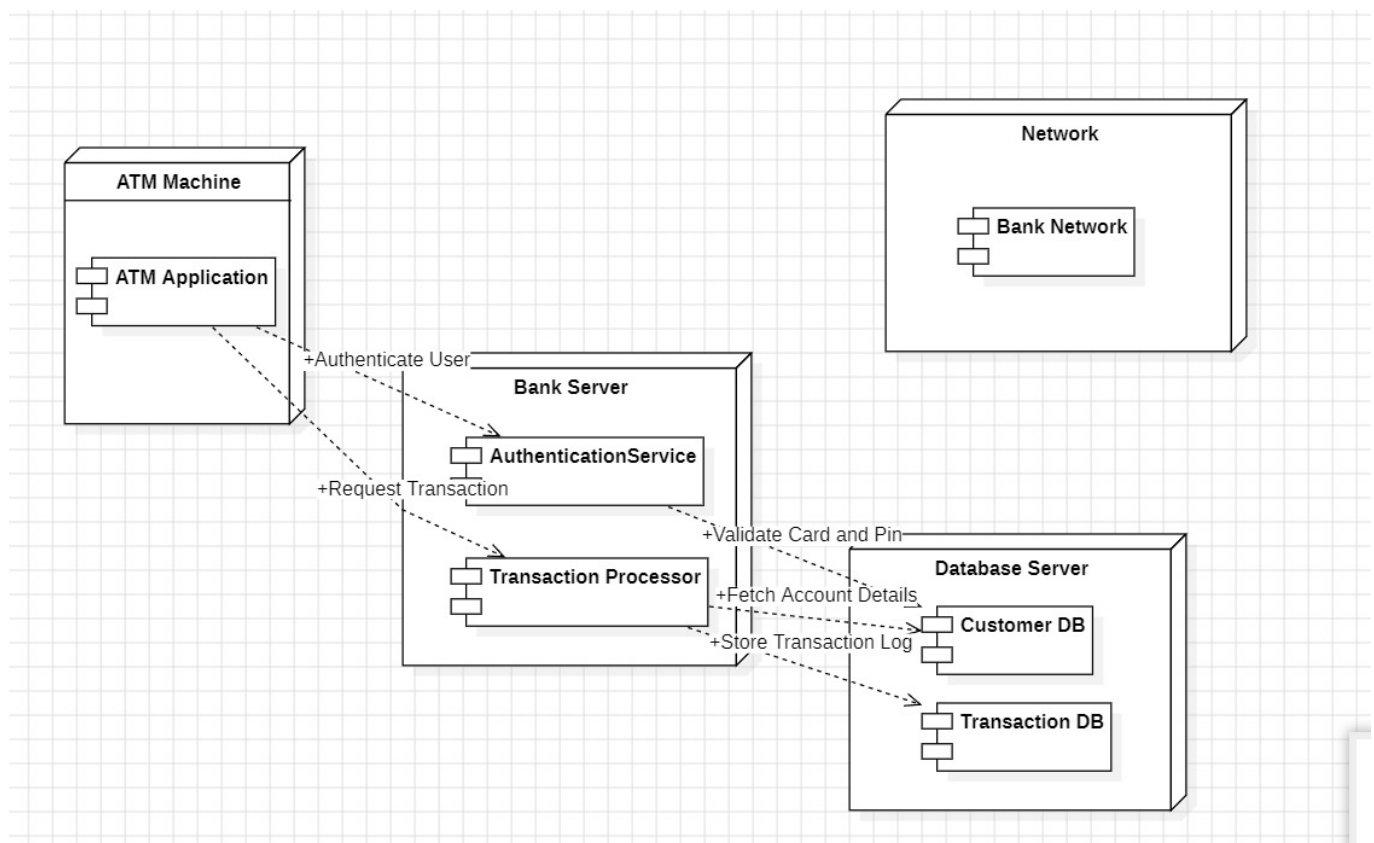 Network
ATM Machine
Bank Network
ATM Application
+Authenticate User
Bank Server
AuthenticationService
+Request Transaction
+Validate Card and Pin
Database Server
Transaction Processor
+Fetch Account Details
Customer DB
+Store Transaction Log
Transaction DB